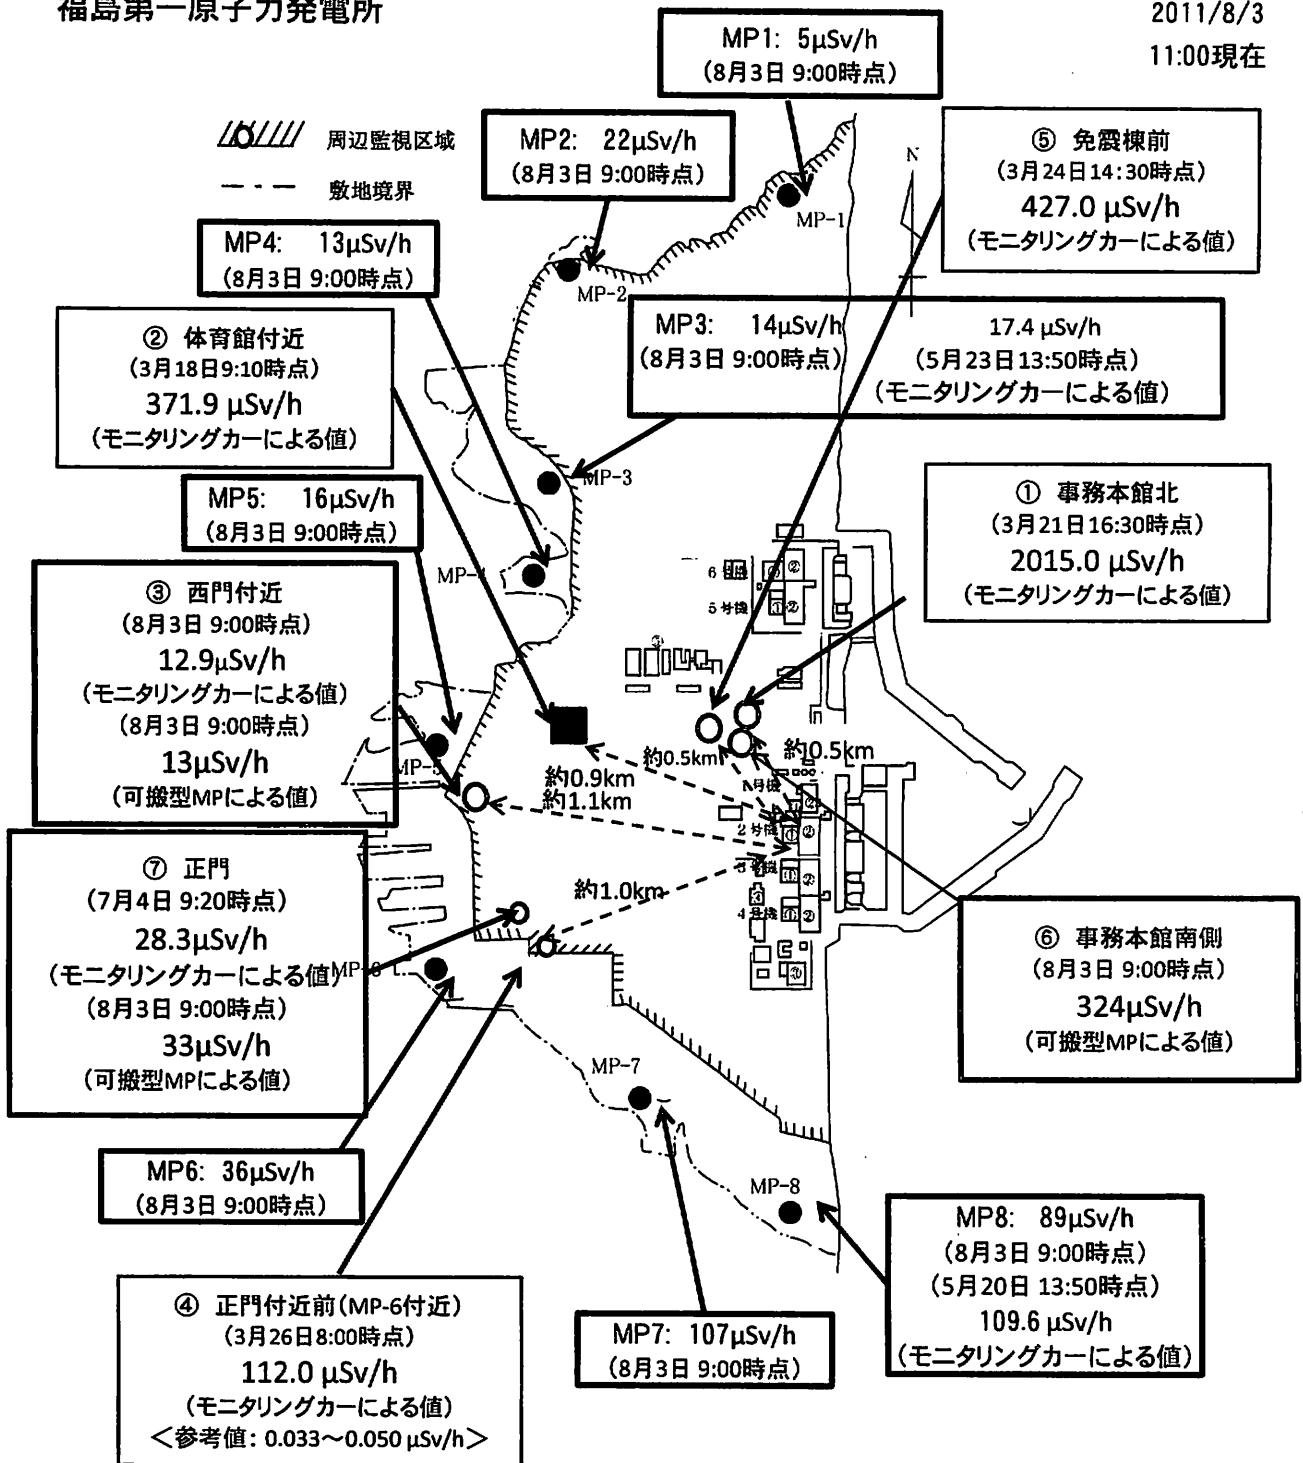 福島第一原子力発電所
2011/8/3
11:00現在
MP1: 5μSv/h
(8月3日 9:00時点)
周辺監視区域
敷地境界
MP2: 22μSv/h
(8月3日 9:00時点)
⑤ 免震棟前
(3月24日14:30時点)
427.0 μSv/h
(モニタリングカーによる値)
N
MP-1
MP4: 13μSv/h
(8月3日 9:00時点)
MP-2
② 体育館付近
(3月18日9:10時点)
371.9 μSv/h
(モニタリングカーによる値)
MP3: 14μSv/h
(8月3日 9:00時点)
17.4 μSv/h
(5月23日13:50時点)
(モニタリングカーによる値)
MP-3
MP5: 16μSv/h
(8月3日 9:00時点)
① 事務本館北
(3月21日16:30時点)
2015.0 μSv/h
(モニタリングカーによる値)
MP-4
6号機
②
5号機
① ②
③ 西門付近
(8月3日 9:00時点)
12.9μSv/h
(モニタリングカーによる値)
(8月3日 9:00時点)
13μSv/h
(可搬型MPによる値)
MP-5
約0.5km
約0.5km
約0.9km
約1.1km
1号機
②
2号機
① ②
3号機
① ②
4号機
① ②
約1.0km
⑦ 正門
(7月4日 9:20時点)
28.3μSv/h
(モニタリングカーによる値)
(8月3日 9:00時点)
33μSv/h
(可搬型MPによる値)
MP-6
⑥ 事務本館南側
(8月3日 9:00時点)
324μSv/h
(可搬型MPによる値)
MP-7
MP6: 36μSv/h
(8月3日 9:00時点)
MP-8
MP8: 89μSv/h
(8月3日 9:00時点)
(5月20日 13:50時点)
109.6 μSv/h
(モニタリングカーによる値)
④ 正門付近前(MP-6付近)
(3月26日8:00時点)
112.0 μSv/h
(モニタリングカーによる値)
<参考値: 0.033～0.050 μSv/h>
MP7: 107μSv/h
(8月3日 9:00時点)